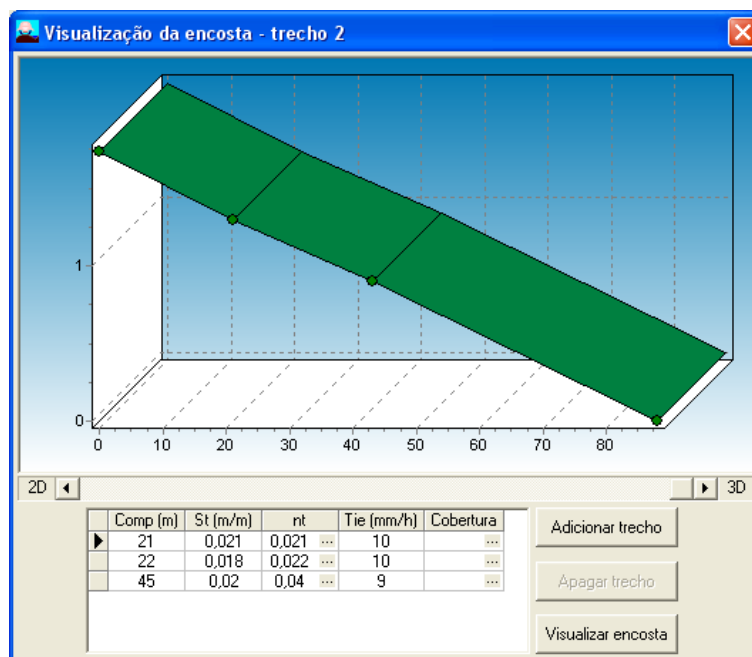 Visualização da encosta - trecho 2
1
0
0 10 20 30 40 50 60 70 80
2D 3D
Comp (m) St (m/m) nt Tie (mm/h) Cobertura
21 0,021 0,021 ... 10 ...
22 0,018 0,022 ... 10 ...
45 0,02 0,04 ... 9 ...
Adicionar trecho
Apagar trecho
Visualizar encosta